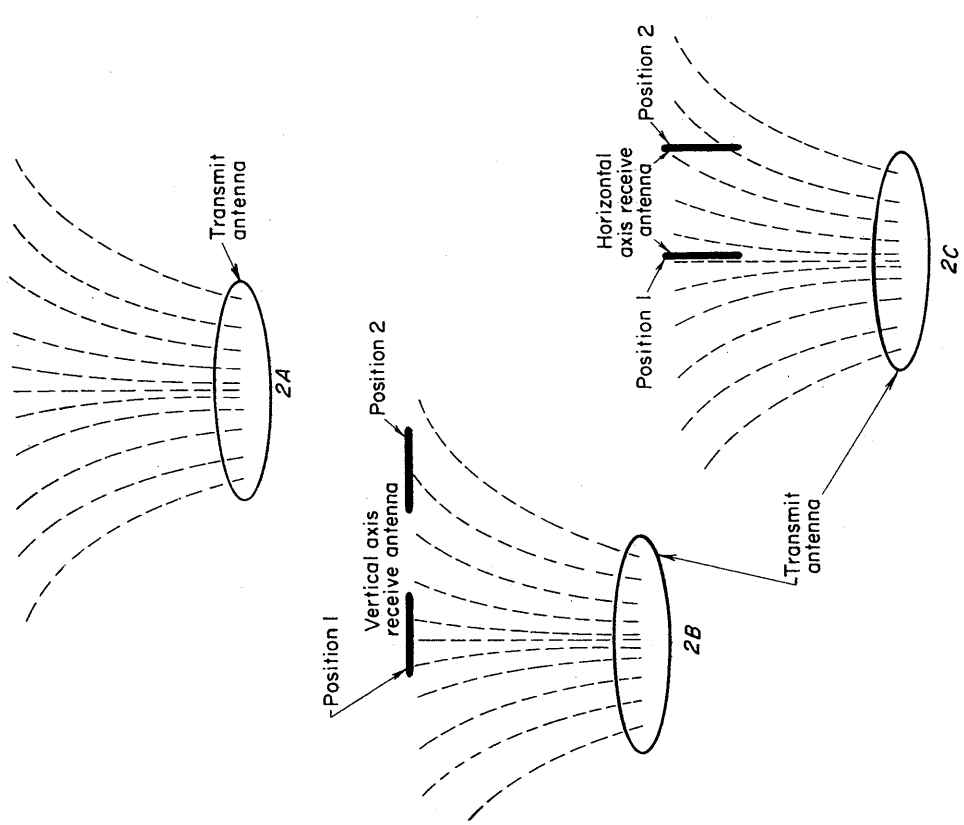 Transmit
antenna
2A
Position 1
Vertical axis
receive antenna
Position 2
2B
Transmit
antenna
Position 1
Horizontal
axis receive
antenna
Position 2
2C